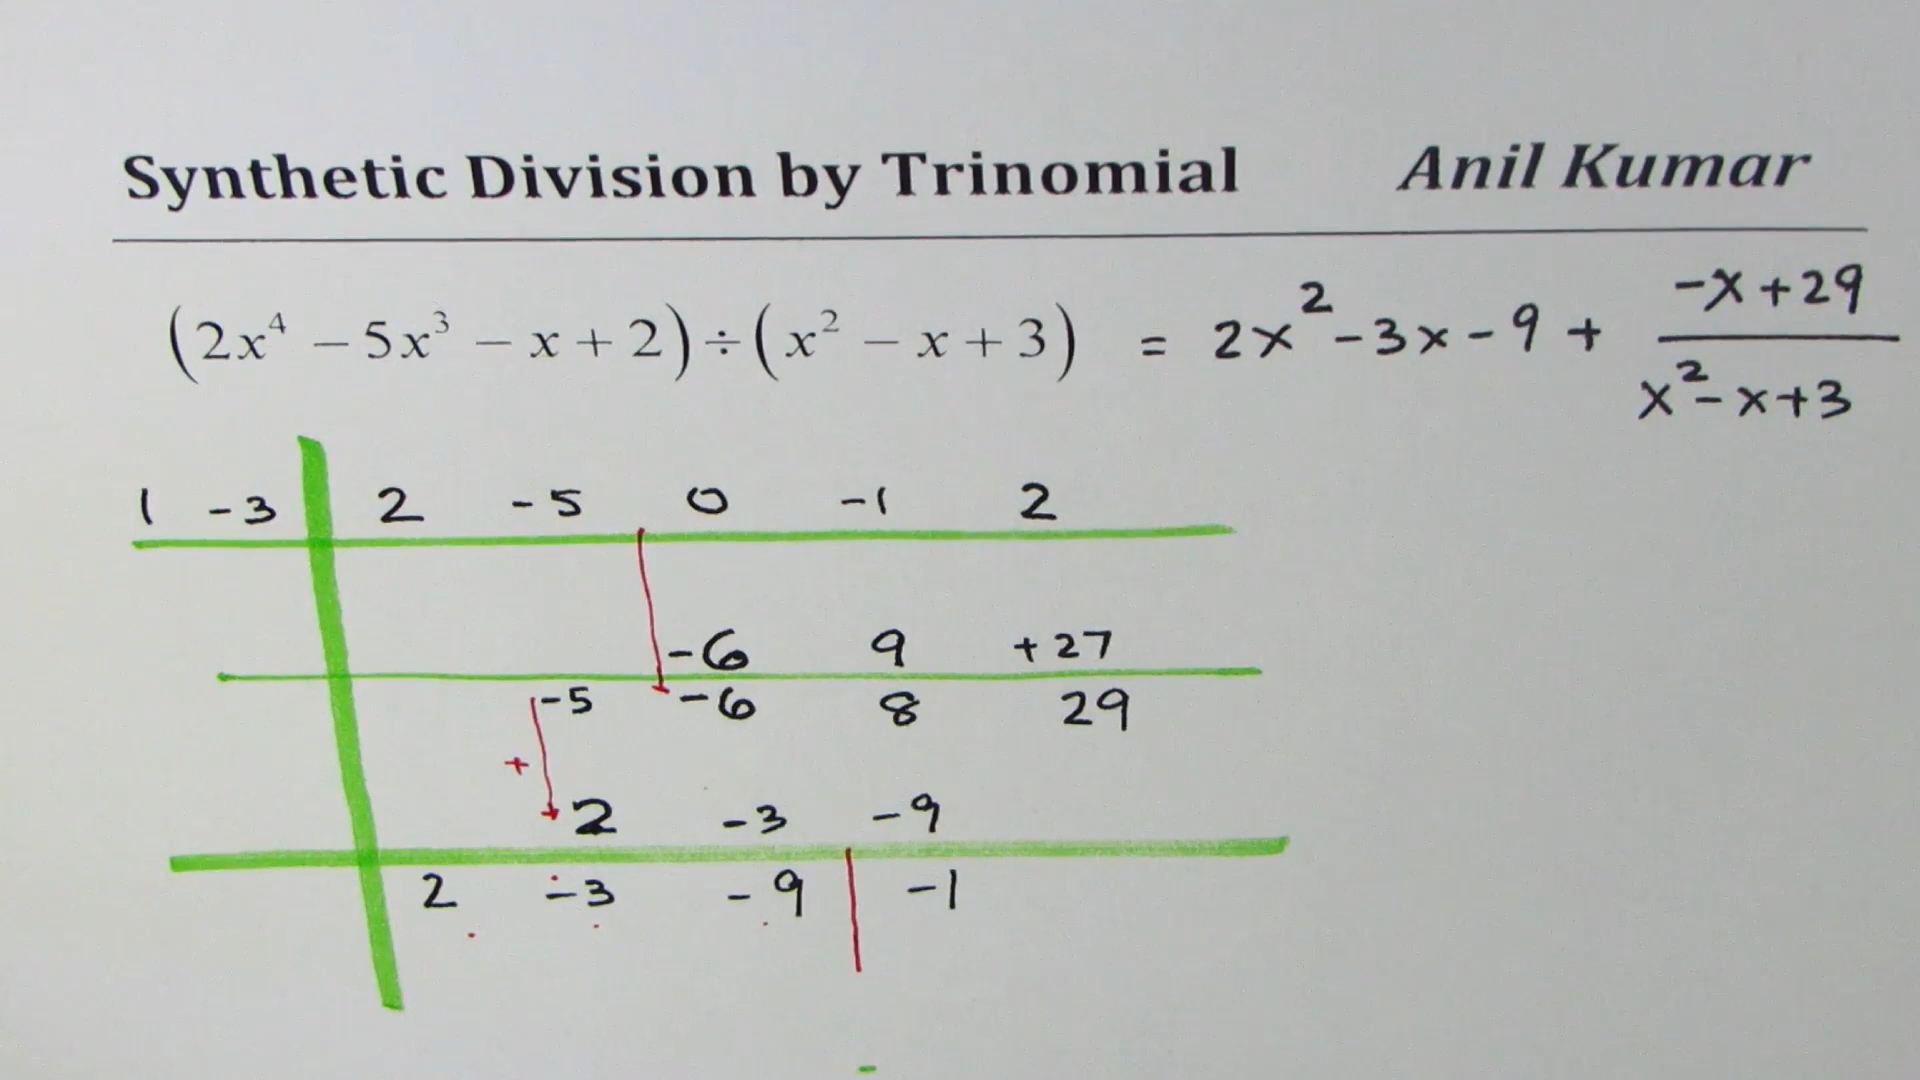 Synthetic Division by Trinomial Anil Kumar
(2x⁴ − 5x³ − x + 2) ÷ (x² − x + 3) = 2x² - 3x - 9 + (-x + 29)/(x² - x + 3)
1 -3 2 -5 0 -1 2
-6 9 +27
-5 -6 8 29
+
2 -3 -9
2 -3 -9 -1